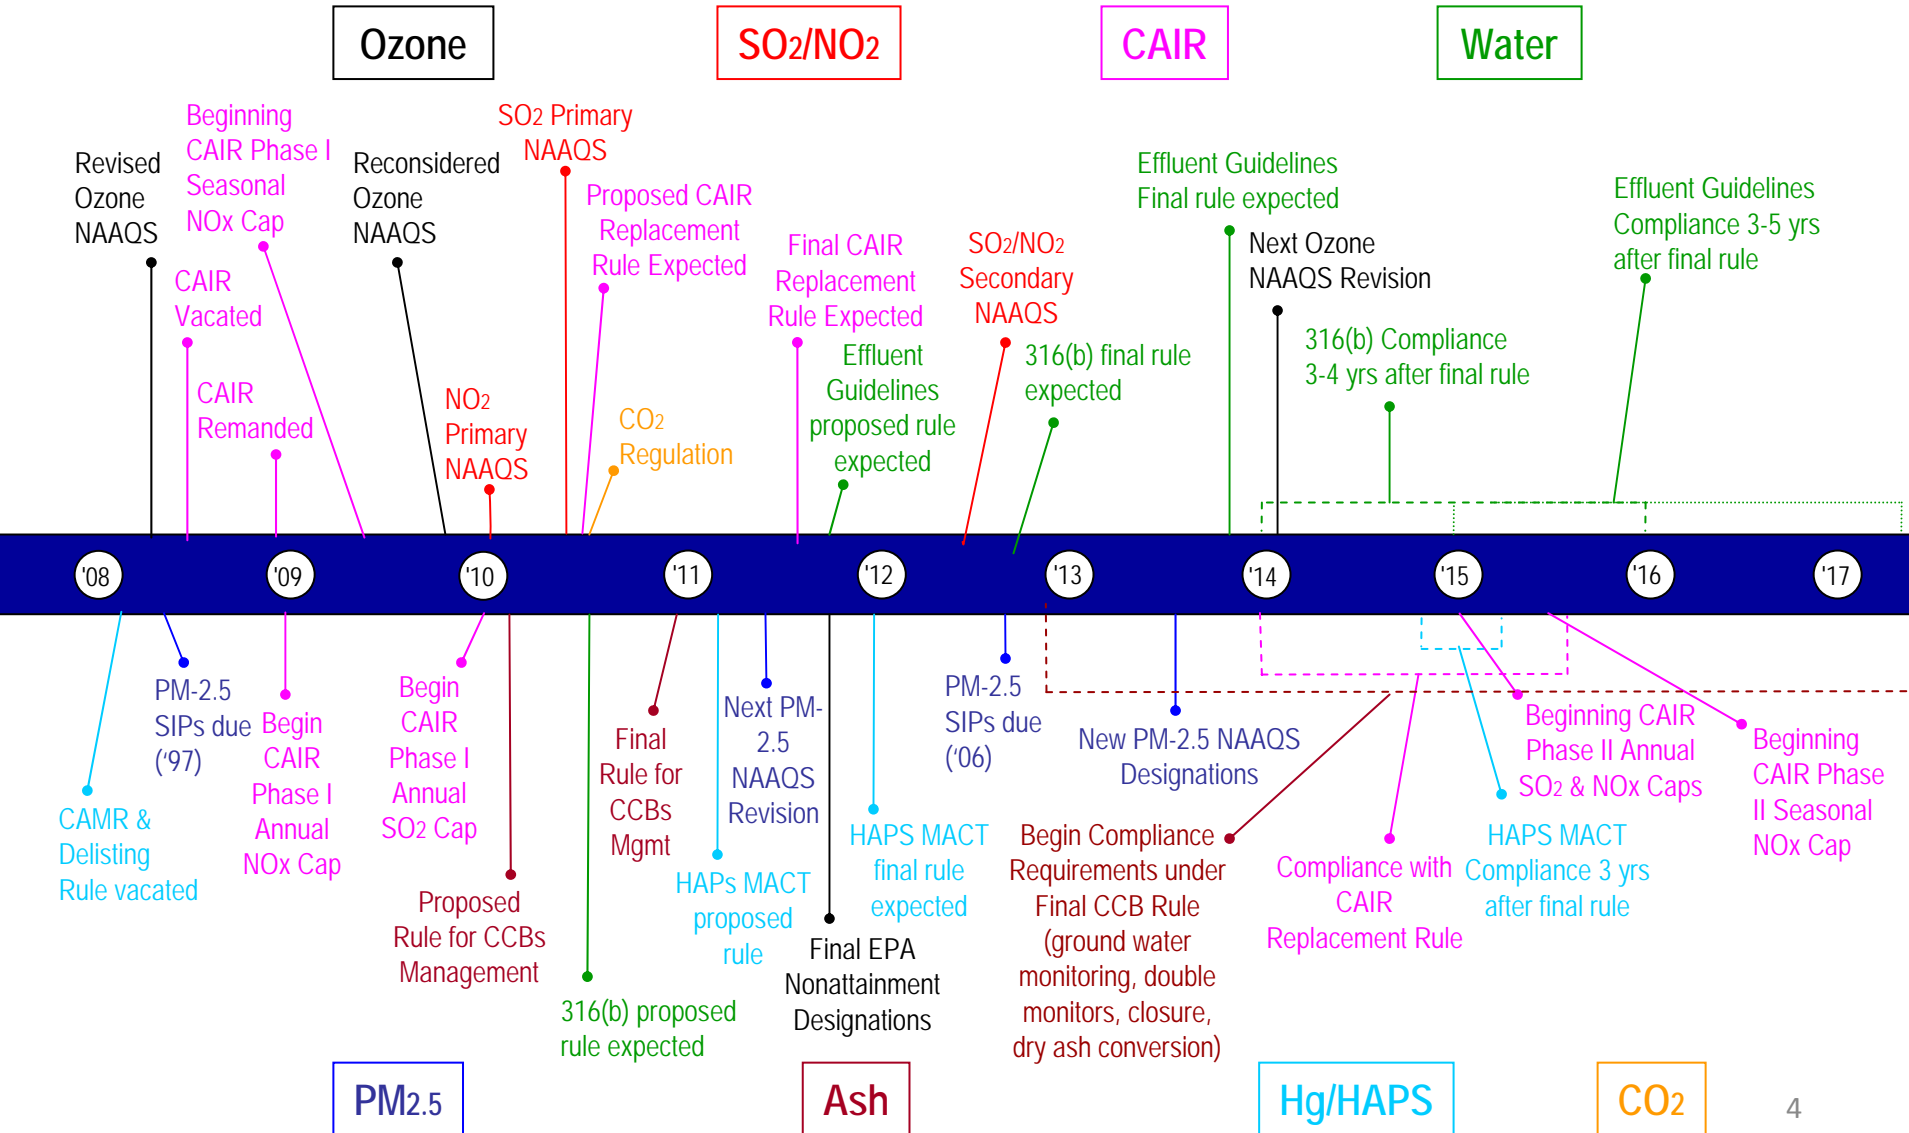 Ozone
SO2/NO2
CAIR
Water
Revised
Ozone
NAAQS
Beginning
CAIR Phase I
Seasonal
NOx Cap
CAIR
Vacated
CAIR
Remanded
Reconsidered
Ozone
NAAQS
NO2
Primary
NAAQS
SO2 Primary
NAAQS
Proposed CAIR
Replacement
Rule Expected
CO2
Regulation
Final CAIR
Replacement
Rule Expected
Effluent
Guidelines
proposed rule
expected
SO2/NO2
Secondary
NAAQS
316(b) final rule
expected
Effluent Guidelines
Final rule expected
Next Ozone
NAAQS Revision
316(b) Compliance
3-4 yrs after final rule
Effluent Guidelines
Compliance 3-5 yrs
after final rule
'08
'09
'10
'11
'12
'13
'14
'15
'16
'17
CAMR &
Delisting
Rule vacated
PM-2.5
SIPs due
('97)
Begin
CAIR
Phase I
Annual
NOx Cap
Begin
CAIR
Phase I
Annual
SO2 Cap
Proposed
Rule for CCBs
Management
316(b) proposed
rule expected
Final
Rule for
CCBs
Mgmt
HAPs MACT
proposed
rule
Next PM-
2.5
NAAQS
Revision
Final EPA
Nonattainment
Designations
HAPS MACT
final rule
expected
PM-2.5
SIPs due
('06)
New PM-2.5 NAAQS
Designations
Begin Compliance
Requirements under
Final CCB Rule
(ground water
monitoring, double
monitors, closure,
dry ash conversion)
Compliance with
CAIR
Replacement Rule
Beginning CAIR
Phase II Annual
SO2 & NOx Caps
HAPS MACT
Compliance 3 yrs
after final rule
Beginning
CAIR Phase
II Seasonal
NOx Cap
PM2.5
Ash
Hg/HAPS
CO2
4